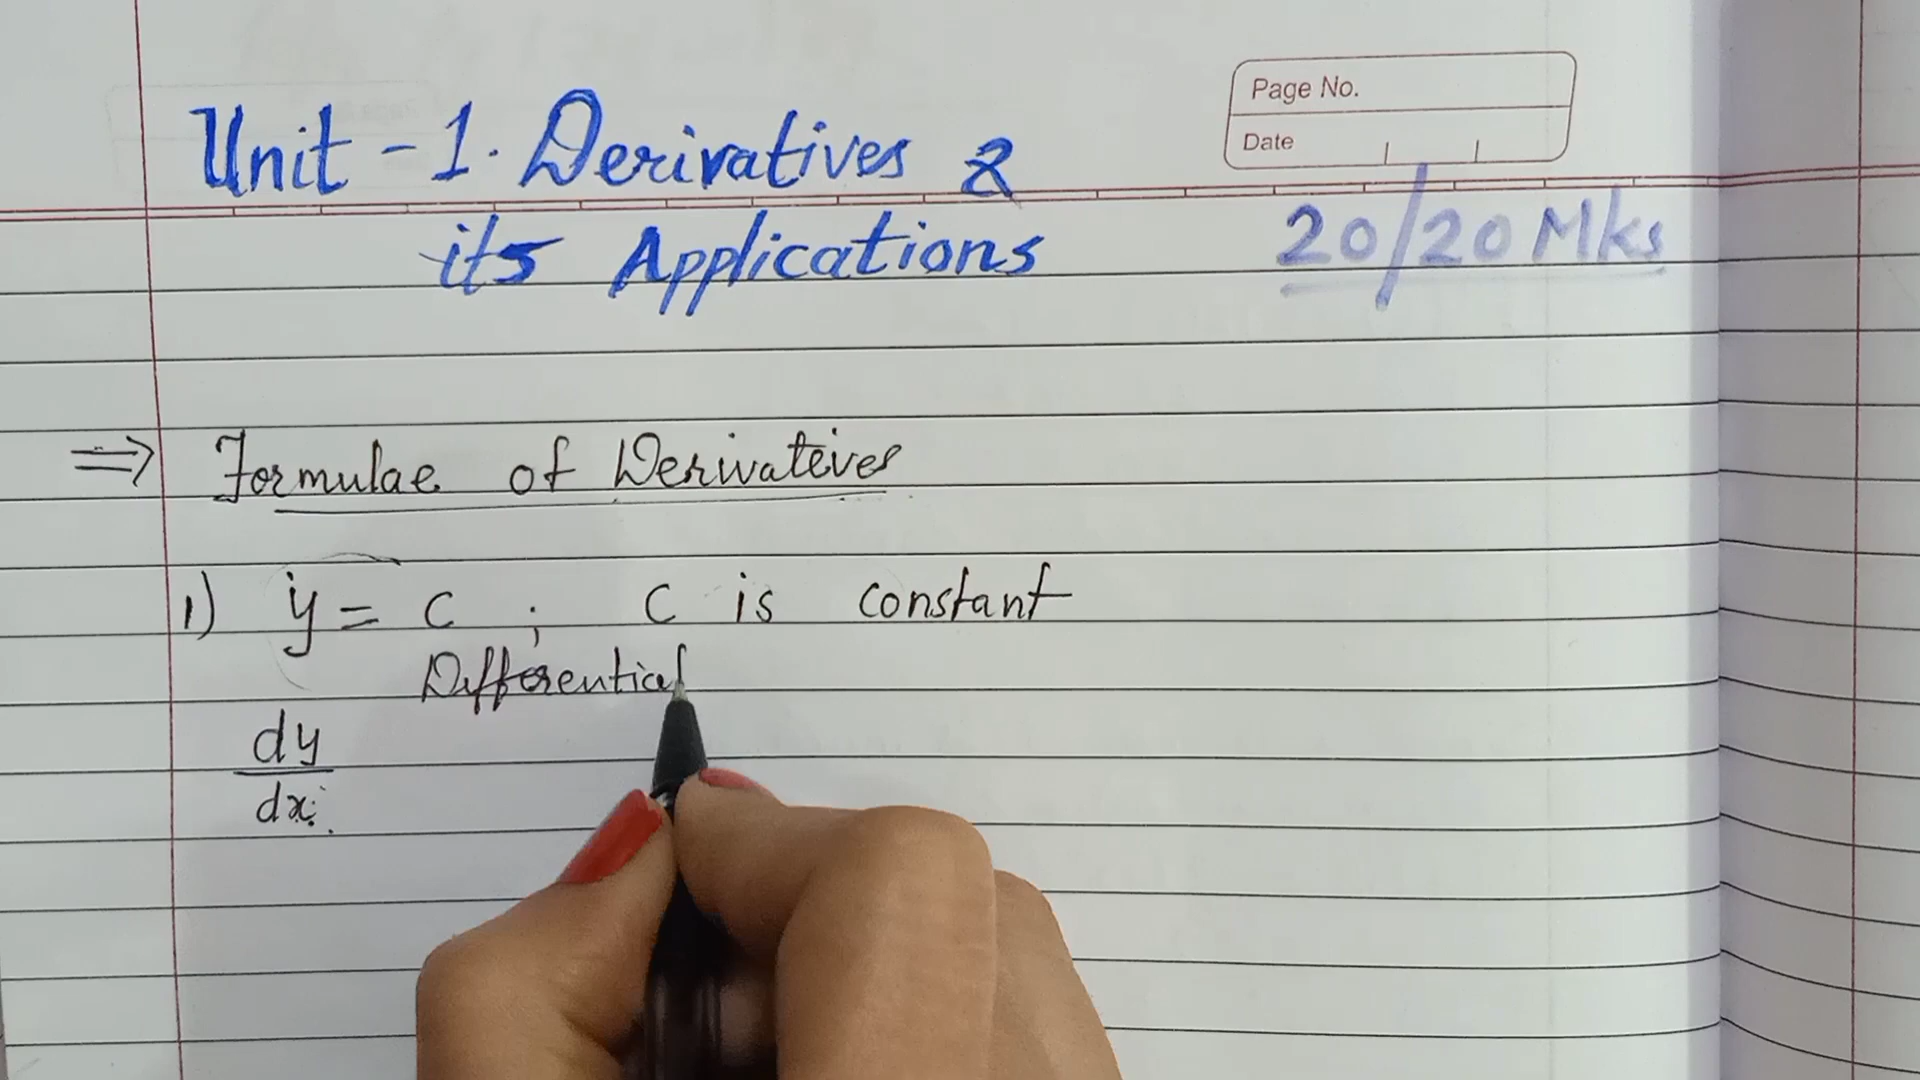 Page No.
Date
Unit - 1. Derivatives &
its Applications
20/20 Mks
⇒ Formulae of Derivatives
1) y = c ; c is constant
Differential
dy
dx